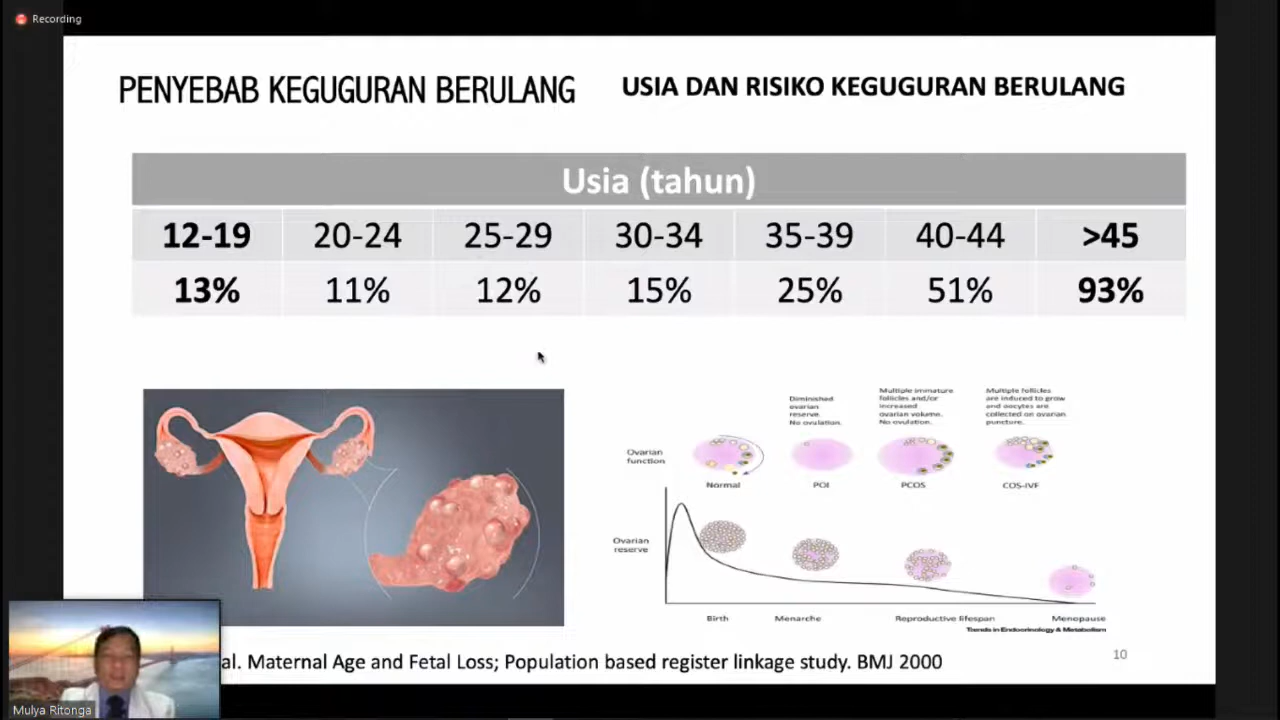 Recording
PENYEBAB KEGUGURAN BERULANG
USIA DAN RISIKO KEGUGURAN BERULANG
Usia (tahun)
12-19 20-24 25-29 30-34 35-39 40-44 >45
13% 11% 12% 15% 25% 51% 93%
Diminished
ovarian
reserve.
No ovulation.
Multiple immature
follicles and/or
increased
ovarian volume.
No ovulation.
Multiple follicles
are induced to grow
and oocytes are
collected on ovarian
puncture.
Ovarian
function
Normal POI PCOS COS-IVF
Ovarian
reserve
Birth Menarche Reproductive lifespan Menopause
Trends in Endocrinology & Metabolism
al. Maternal Age and Fetal Loss; Population based register linkage study. BMJ 2000
10
Mulya Ritonga